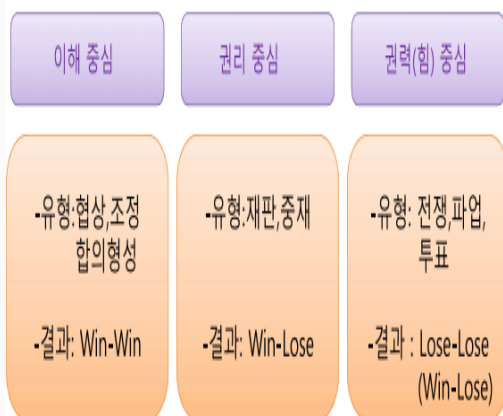 이해 중심
권리 중심
권력(힘) 중심
-유형:협상,조정
합의형성
-결과: Win-Win
-유형:재판,중재
-결과: Win-Lose
-유형: 전쟁,파업,
투표
-결과 : Lose-Lose
(Win-Lose)